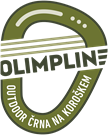 OLIMPLINE
OUTDOOR ČRNA NA KOROŠKEM